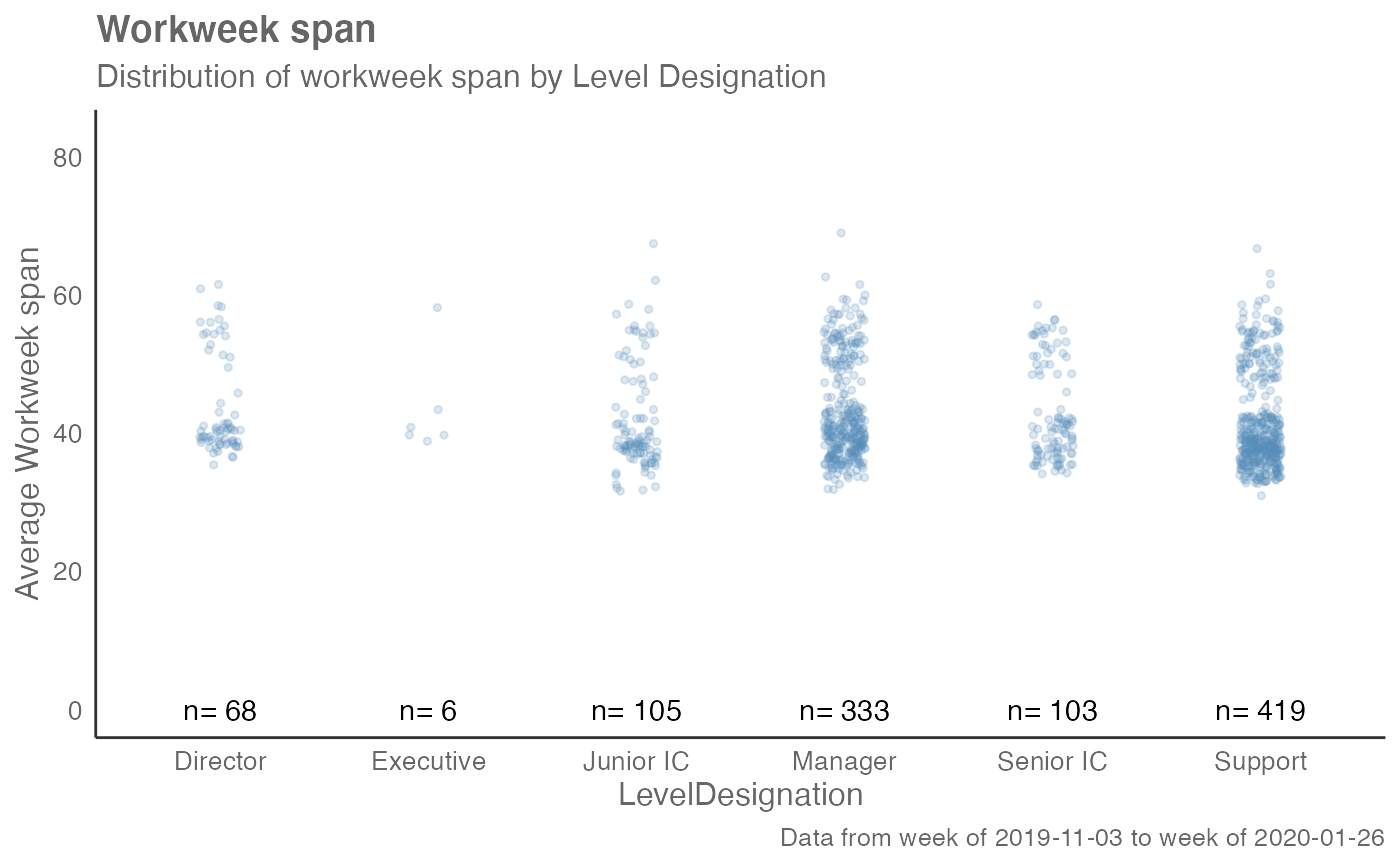 Workweek span
Distribution of workweek span by Level Designation
Average Workweek span
80
60
40
20
0
n= 68 n= 6 n= 105 n= 333 n= 103 n= 419
Director Executive Junior IC Manager Senior IC Support
LevelDesignation
Data from week of 2019-11-03 to week of 2020-01-26